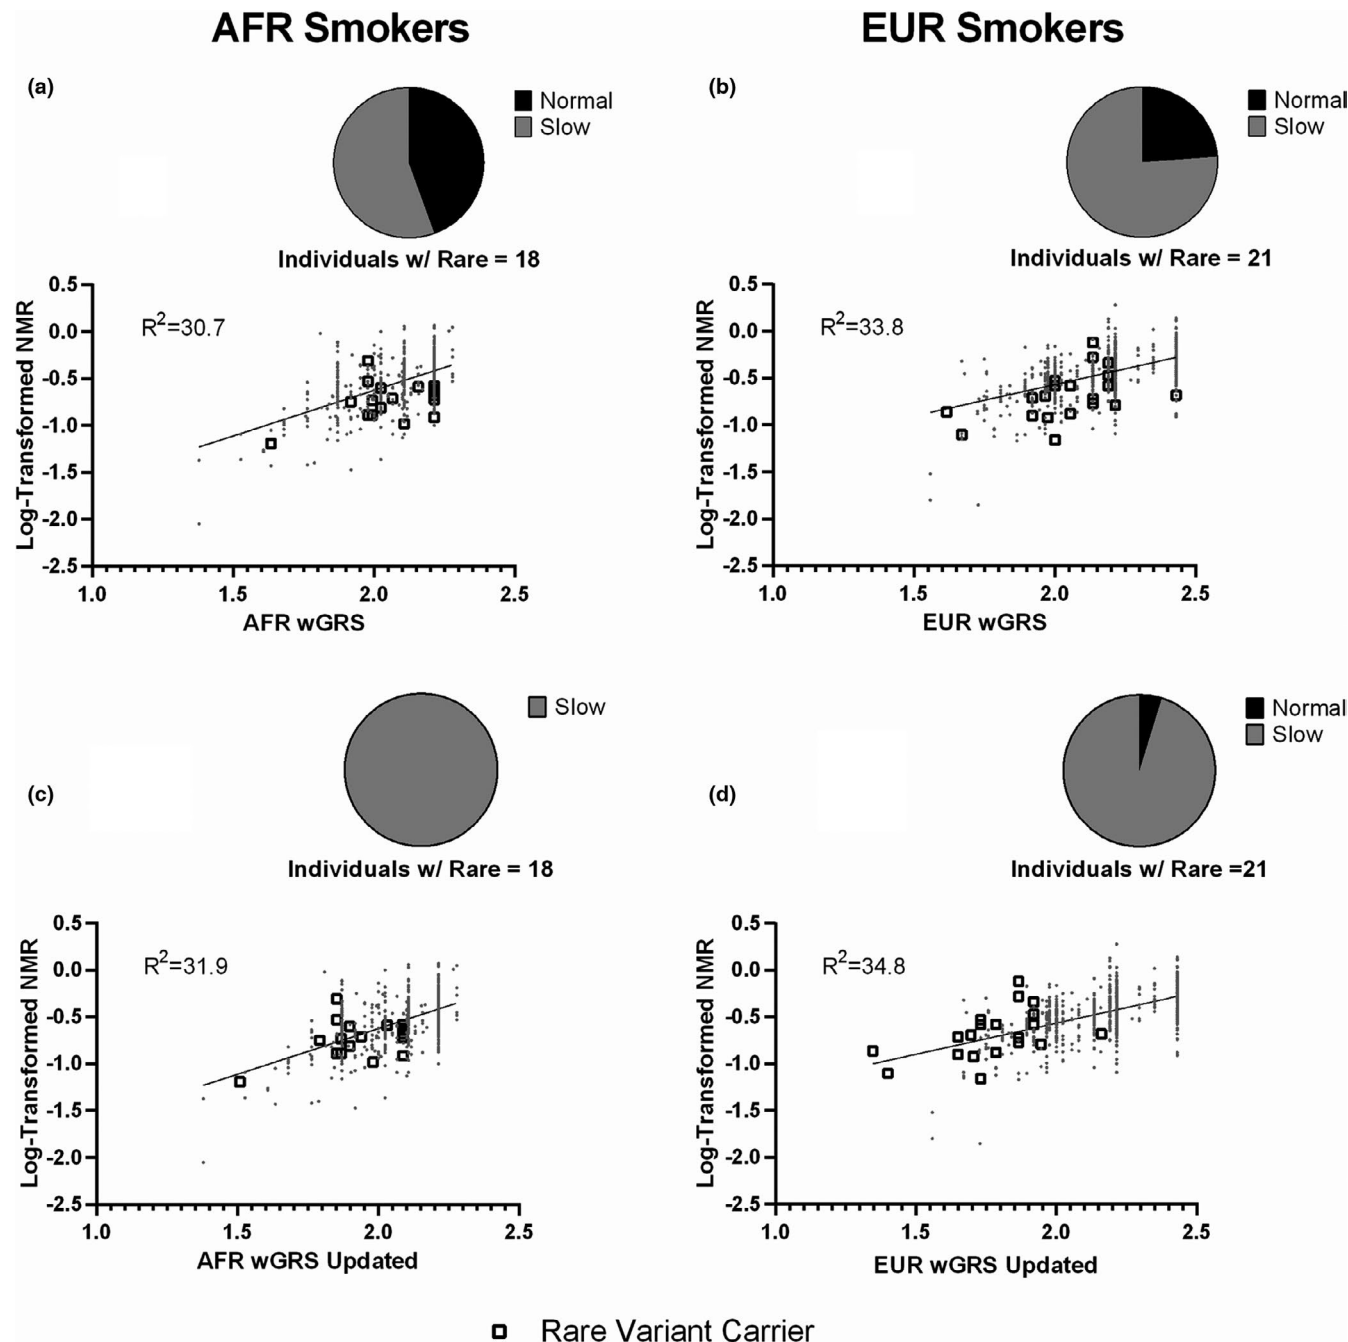 AFR Smokers
EUR Smokers
(a)
Normal
Slow
Individuals w/ Rare = 18
0.5
0.0
-0.5
-1.0
-1.5
-2.0
-2.5
Log-Transformed NMR
R2=30.7
1.0 1.5 2.0 2.5
AFR wGRS
(b)
Normal
Slow
Individuals w/ Rare = 21
0.5
0.0
-0.5
-1.0
-1.5
-2.0
-2.5
Log-Transformed NMR
R2=33.8
1.0 1.5 2.0 2.5
EUR wGRS
(c)
Slow
Individuals w/ Rare = 18
0.5
0.0
-0.5
-1.0
-1.5
-2.0
-2.5
Log-Transformed NMR
R2=31.9
1.0 1.5 2.0 2.5
AFR wGRS Updated
(d)
Normal
Slow
Individuals w/ Rare =21
0.5
0.0
-0.5
-1.0
-1.5
-2.0
-2.5
Log-Transformed NMR
R2=34.8
1.0 1.5 2.0 2.5
EUR wGRS Updated
Rare Variant Carrier